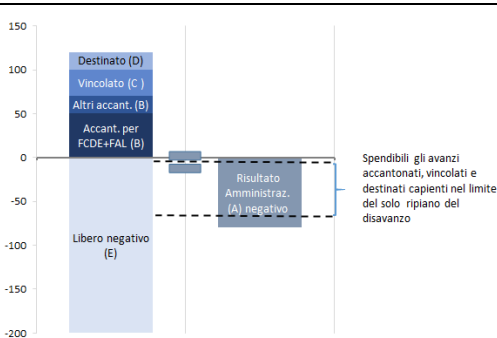 150
100
50
0
-50
-100
-150
-200
Destinato (D)
Vincolato (C )
Altri accant. (B)
Accant. per
FCDE+FAL (B)
Libero negativo
(E)
Risultato
Amministraz.
(A) negativo
Spendibili gli avanzi
accantonati, vincolati e
destinati capienti nel limite
del solo ripiano del
disavanzo